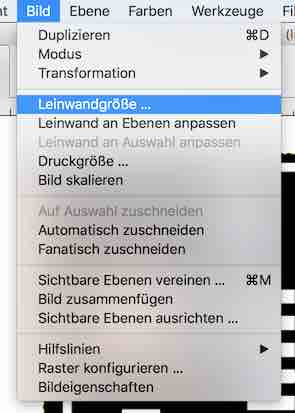 Bild Ebene Farben Werkzeuge Fi
Duplizieren ⌘D
Modus ▶
Transformation ▶
Leinwandgröße ...
Leinwand an Ebenen anpassen
Leinwand an Auswahl anpassen
Druckgröße ...
Bild skalieren
Auf Auswahl zuschneiden
Automatisch zuschneiden
Fanatisch zuschneiden
Sichtbare Ebenen vereinen ... ⌘M
Bild zusammenfügen
Sichtbare Ebenen ausrichten ...
Hilfslinien ▶
Raster konfigurieren ...
Bildeigenschaften